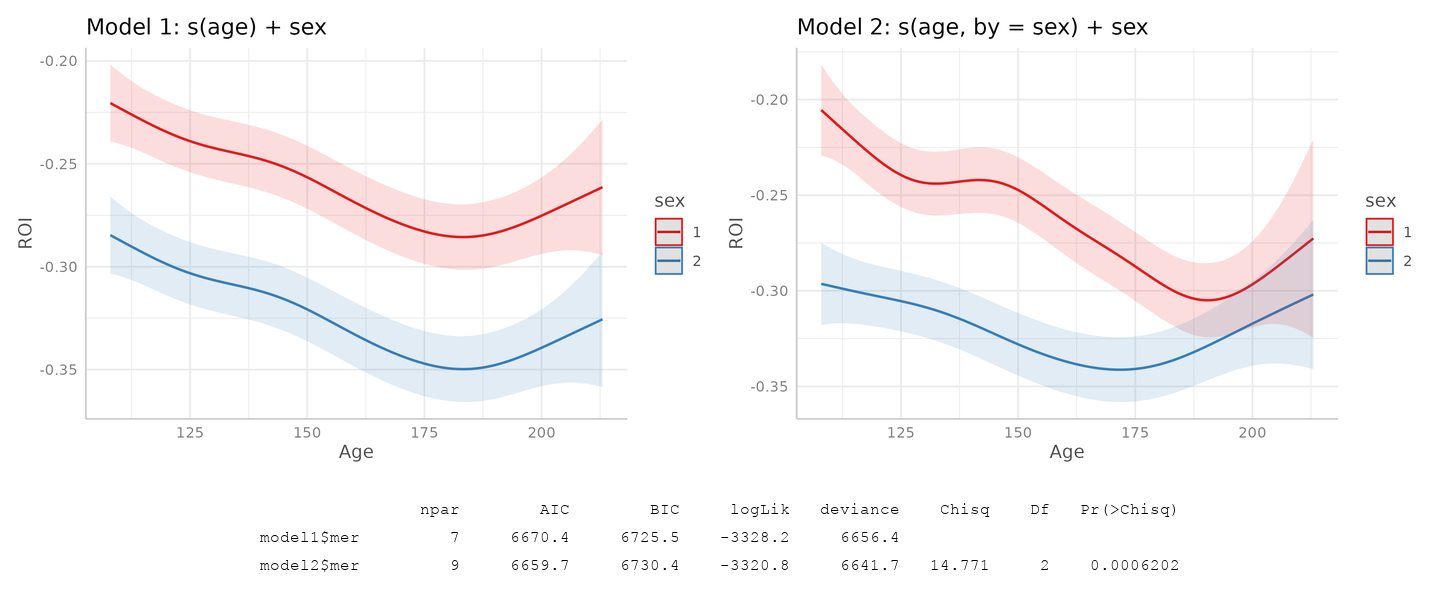 Model 1: s(age) + sex
-0.20
-0.25
-0.30
-0.35
ROI
125 150 175 200
Age
sex
1
2
Model 2: s(age, by = sex) + sex
-0.20
-0.25
-0.30
-0.35
ROI
125 150 175 200
Age
sex
1
2
npar AIC BIC logLik deviance Chisq Df Pr(>Chisq)
model1$mer 7 6670.4 6725.5 -3328.2 6656.4
model2$mer 9 6659.7 6730.4 -3320.8 6641.7 14.771 2 0.0006202